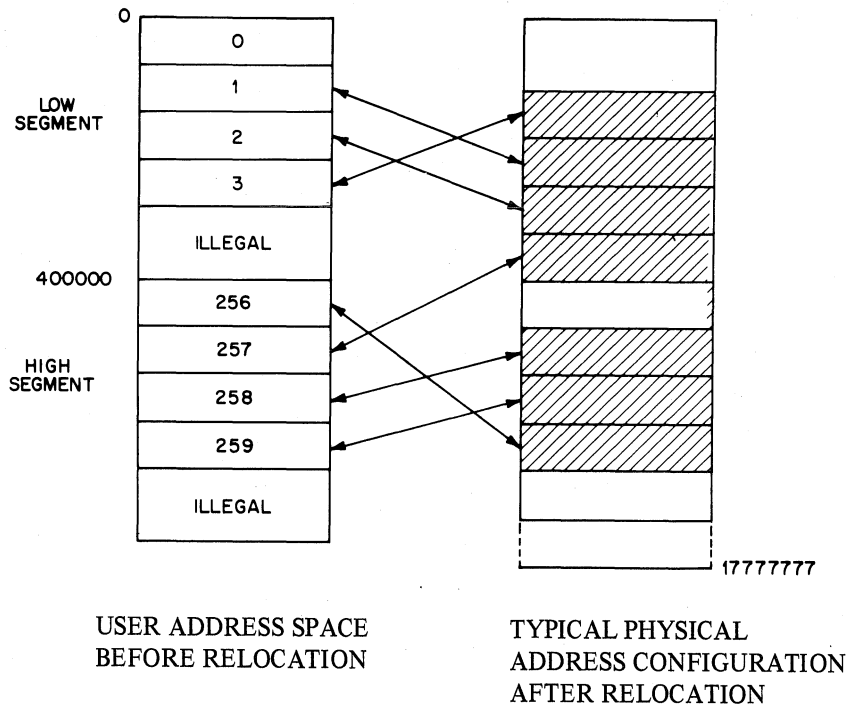 0
0
1
LOW
SEGMENT
2
3
ILLEGAL
400000
256
257
HIGH
SEGMENT
258
259
ILLEGAL
17777777
USER ADDRESS SPACE
BEFORE RELOCATION
TYPICAL PHYSICAL
ADDRESS CONFIGURATION
AFTER RELOCATION